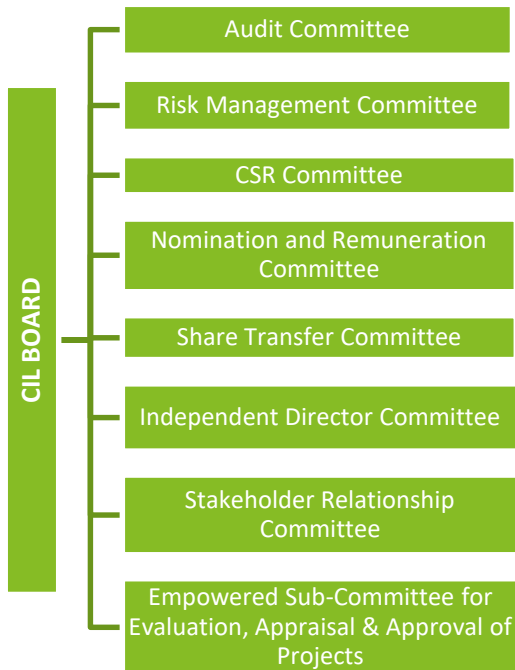 CIL BOARD
Audit Committee
Risk Management Committee
CSR Committee
Nomination and Remuneration
Committee
Share Transfer Committee
Independent Director Committee
Stakeholder Relationship
Committee
Empowered Sub-Committee for
Evaluation, Appraisal & Approval of
Projects